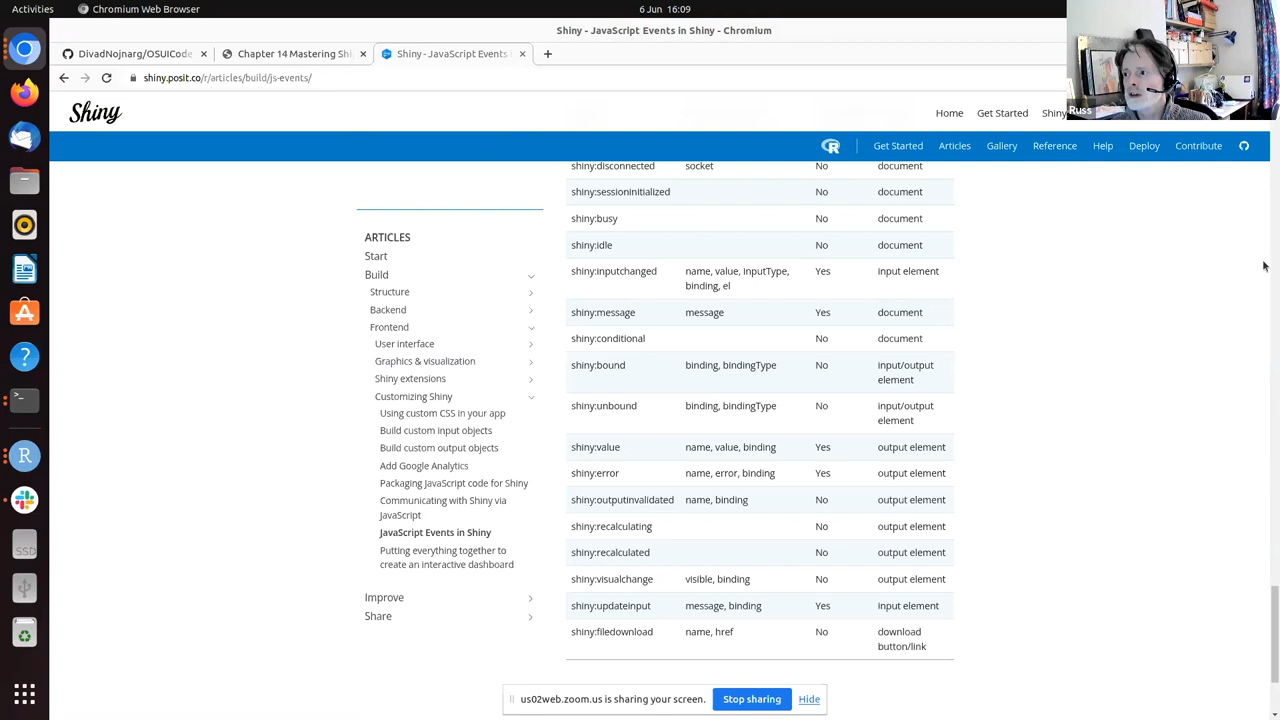 Activities
Chromium Web Browser
6 Jun 16:09
Shiny - JavaScript Events in Shiny - Chromium
DivadNojnarg/OSUICode
Chapter 14 Mastering Shi
Shiny - JavaScript Events
shiny.posit.co/r/articles/build/js-events/
Shiny
Home
Get Started
Shiny
Russ
Get Started
Articles
Gallery
Reference
Help
Deploy
Contribute
ARTICLES
Start
Build
Structure
Backend
Frontend
User interface
Graphics & visualization
Shiny extensions
Customizing Shiny
Using custom CSS in your app
Build custom input objects
Build custom output objects
Add Google Analytics
Packaging JavaScript code for Shiny
Communicating with Shiny via
JavaScript
JavaScript Events in Shiny
Putting everything together to
create an interactive dashboard
Improve
Share
shiny:disconnected socket No document
shiny:sessioninitialized No document
shiny:busy No document
shiny:idle No document
shiny:inputchanged name, value, inputType, Yes input element
binding, el
shiny:message message Yes document
shiny:conditional No document
shiny:bound binding, bindingType No input/output
element
shiny:unbound binding, bindingType No input/output
element
shiny:value name, value, binding Yes output element
shiny:error name, error, binding Yes output element
shiny:outputinvalidated name, binding No output element
shiny:recalculating No output element
shiny:recalculated No output element
shiny:visualchange visible, binding No output element
shiny:updateinput message, binding Yes input element
shiny:filedownload name, href No download
button/link
us02web.zoom.us is sharing your screen.
Stop sharing
Hide